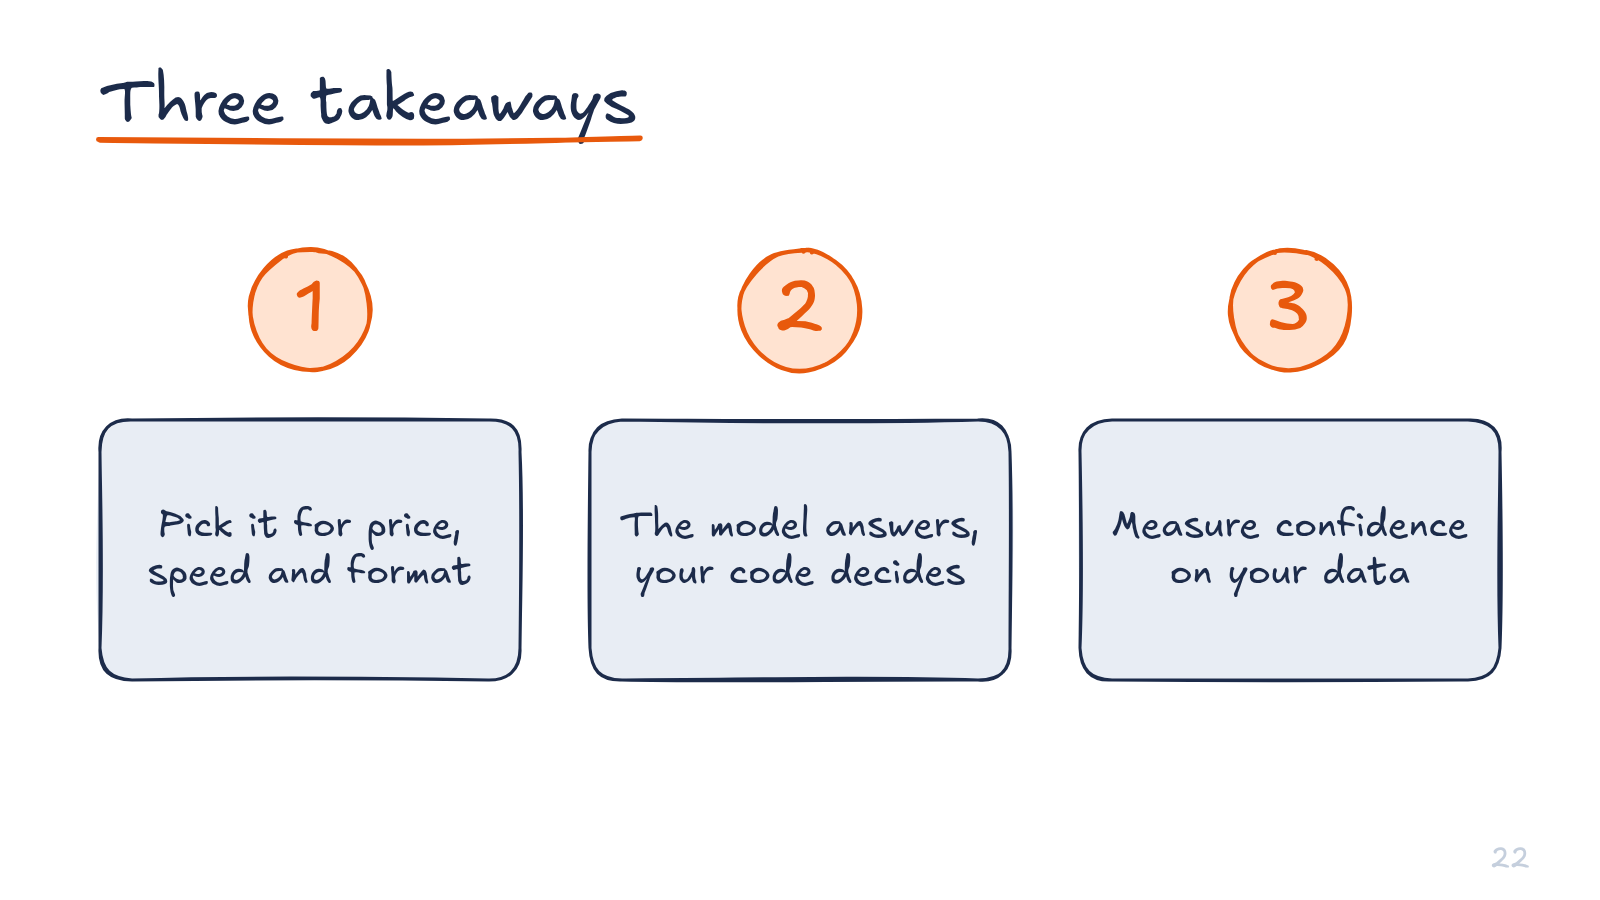 Three takeaways
1
2
3
Pick it for price,
speed and format
The model answers,
your code decides
Measure confidence
on your data
22